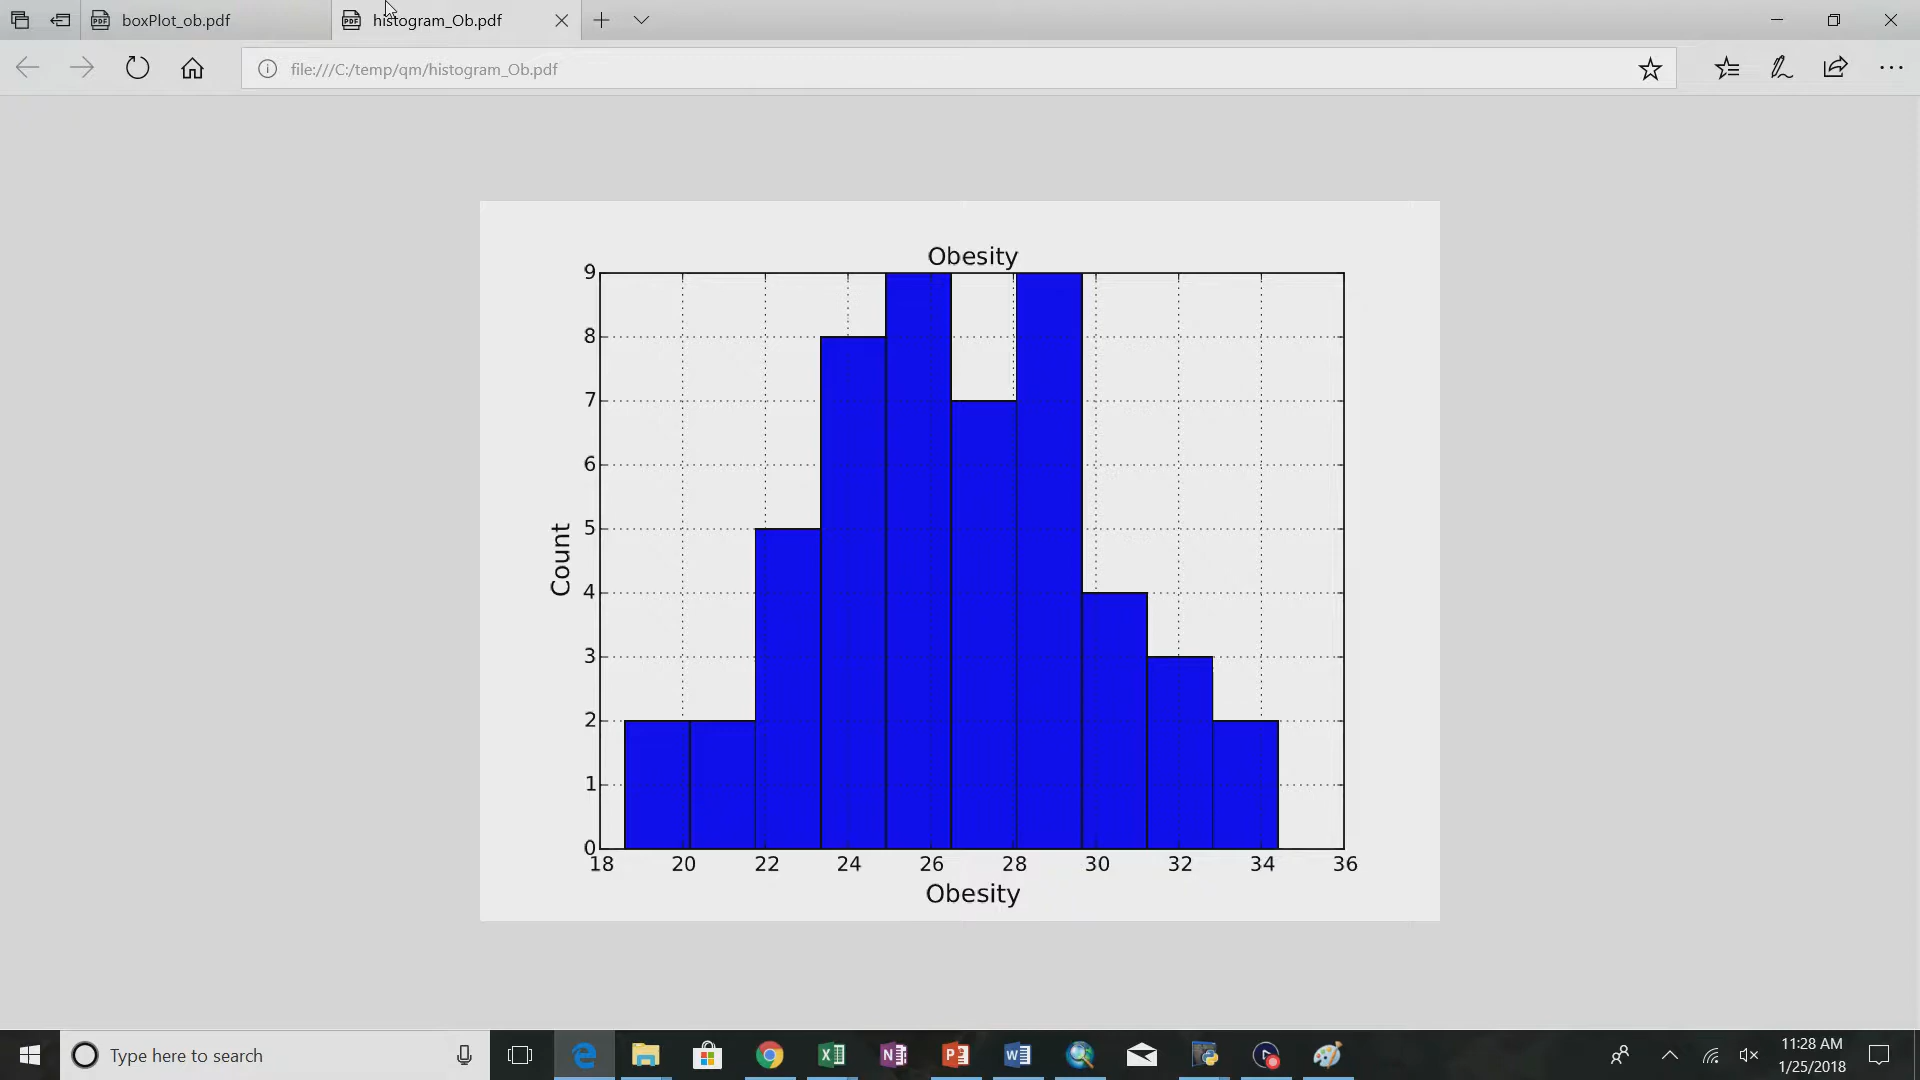 boxPlot_ob.pdf
histogram_Ob.pdf
file:///C:/temp/qm/histogram_Ob.pdf
Obesity
9
8
7
6
5
4
3
2
1
0
Count
18 20 22 24 26 28 30 32 34 36
Obesity
Type here to search
11:28 AM
1/25/2018